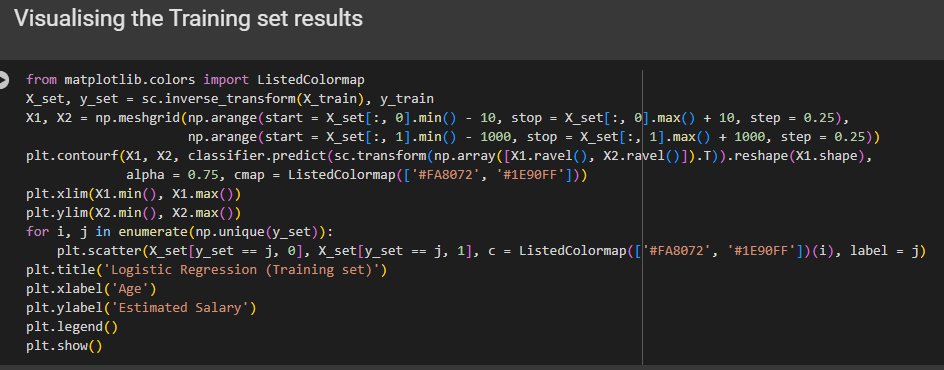 Visualising the Training set results
from matplotlib.colors import ListedColormap
X_set, y_set = sc.inverse_transform(X_train), y_train
X1, X2 = np.meshgrid(np.arange(start = X_set[:, 0].min() - 10, stop = X_set[:, 0].max() + 10, step = 0.25),
                     np.arange(start = X_set[:, 1].min() - 1000, stop = X_set[:, 1].max() + 1000, step = 0.25))
plt.contourf(X1, X2, classifier.predict(sc.transform(np.array([X1.ravel(), X2.ravel()]).T)).reshape(X1.shape),
             alpha = 0.75, cmap = ListedColormap(['#FA8072', '#1E90FF']))
plt.xlim(X1.min(), X1.max())
plt.ylim(X2.min(), X2.max())
for i, j in enumerate(np.unique(y_set)):
    plt.scatter(X_set[y_set == j, 0], X_set[y_set == j, 1], c = ListedColormap(['#FA8072', '#1E90FF'])(i), label = j)
plt.title('Logistic Regression (Training set)')
plt.xlabel('Age')
plt.ylabel('Estimated Salary')
plt.legend()
plt.show()